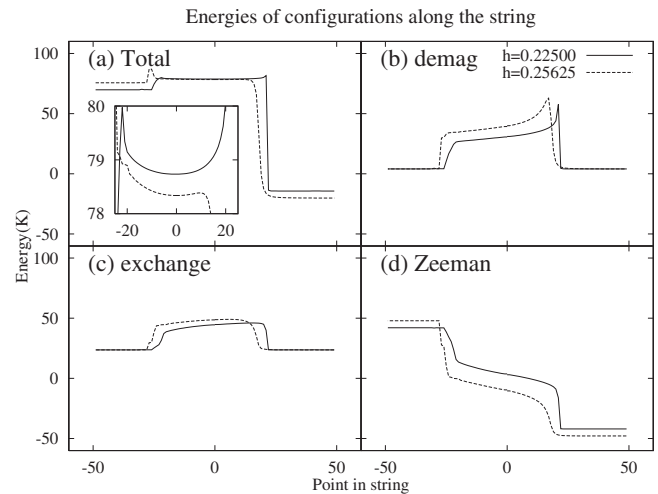 Energies of configurations along the string
(a) Total
(b) demag
h=0.22500
h=0.25625
100
50
0
-50
80
79
78
-20 0 20
(c) exchange
(d) Zeeman
100
50
0
-50
-50 0 50 -50 0 50
Energy(K)
Point in string